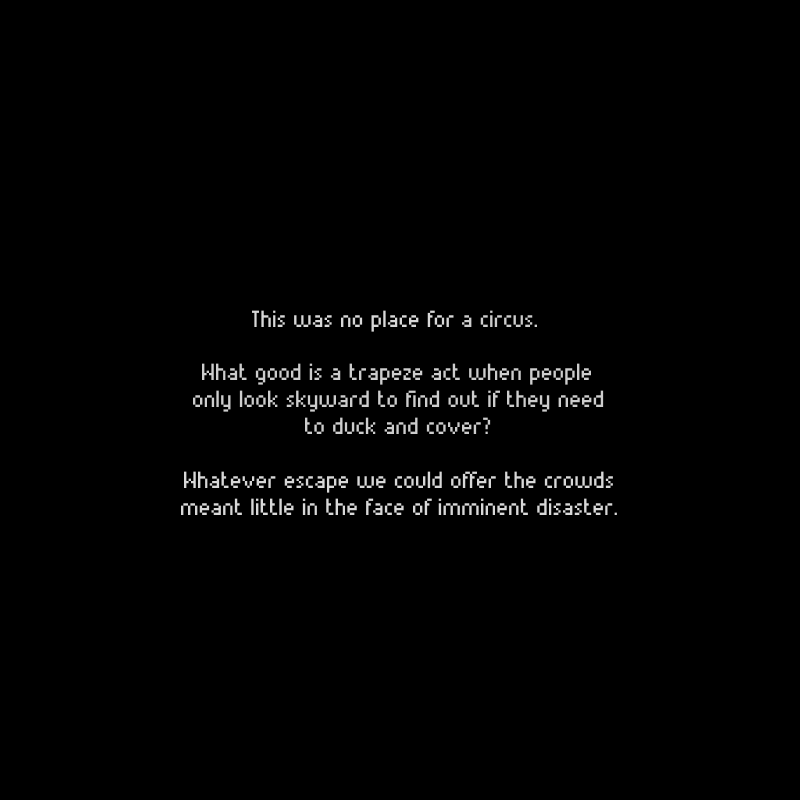 This was no place for a circus.
What good is a trapeze act when people
only look skyward to find out if they need
to duck and cover?
Whatever escape we could offer the crowds
meant little in the face of imminent disaster.